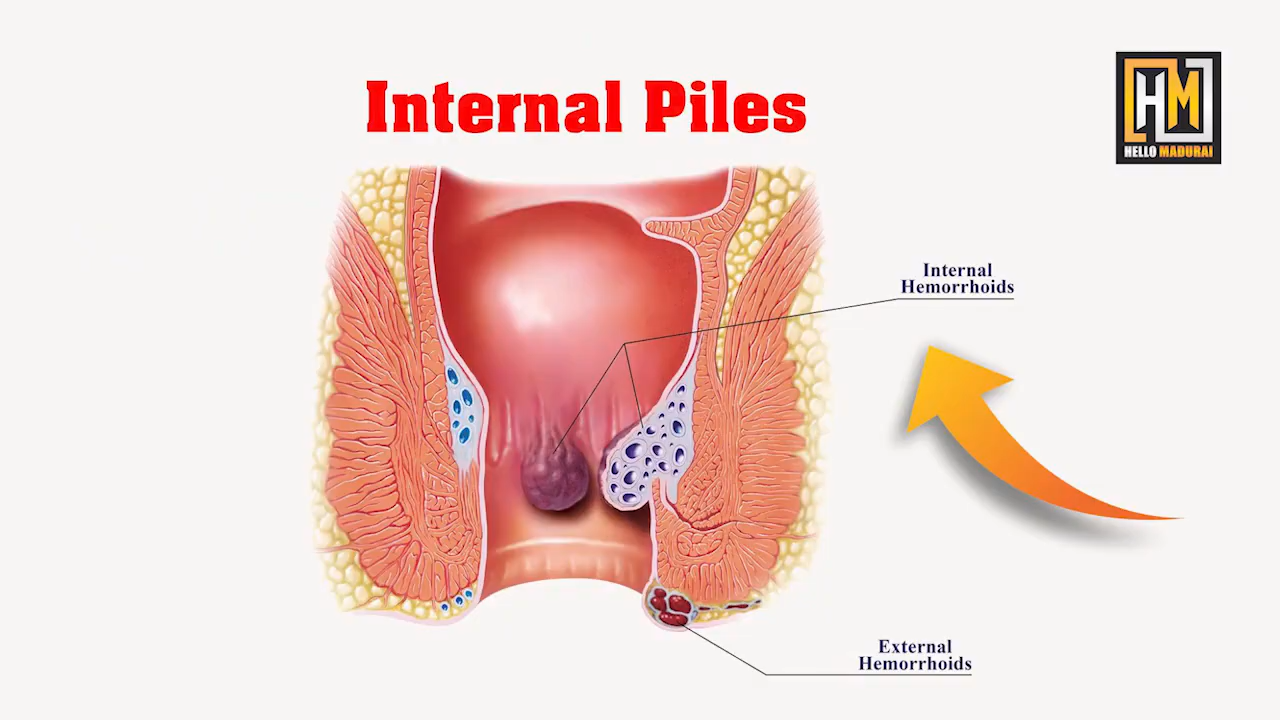 Internal Piles
HM
HELLO MADURAI
Internal
Hemorrhoids
External
Hemorrhoids